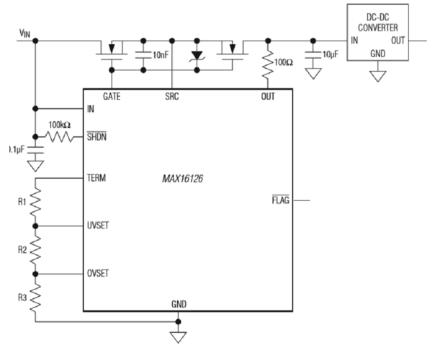 DC-DC
CONVERTER
IN OUT
GND
VIN
10nF
100Ω
10µF
GATE SRC OUT
IN
100kΩ
SHDN
.1µF
TERM
MAX16126
FLAG
R1
UVSET
R2
OVSET
R3
GND